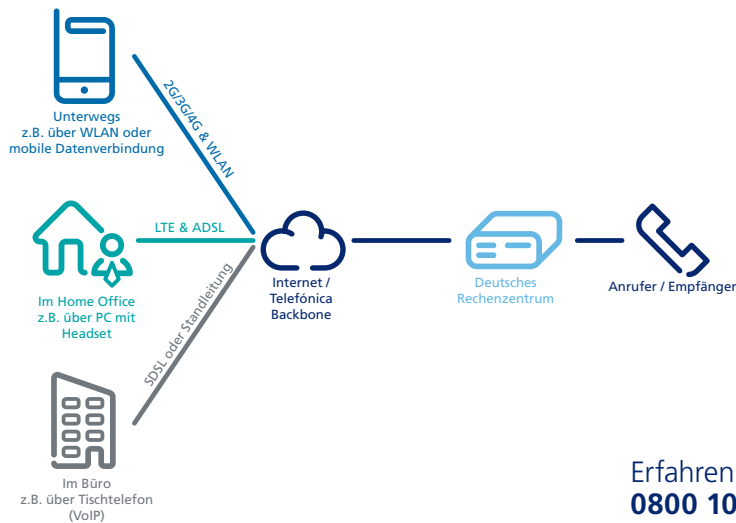 Unterwegs
z.B. über WLAN oder
mobile Datenverbindung
2G/3G/4G & WLAN
LTE & ADSL
Im Home Office
z.B. über PC mit
Headset
SDSL oder Standleitung
Im Büro
z.B. über Tischtelefon
(VoIP)
Internet /
Telefónica
Backbone
Deutsches
Rechenzentrum
Anrufer / Empfänger
Erfahren
0800 10